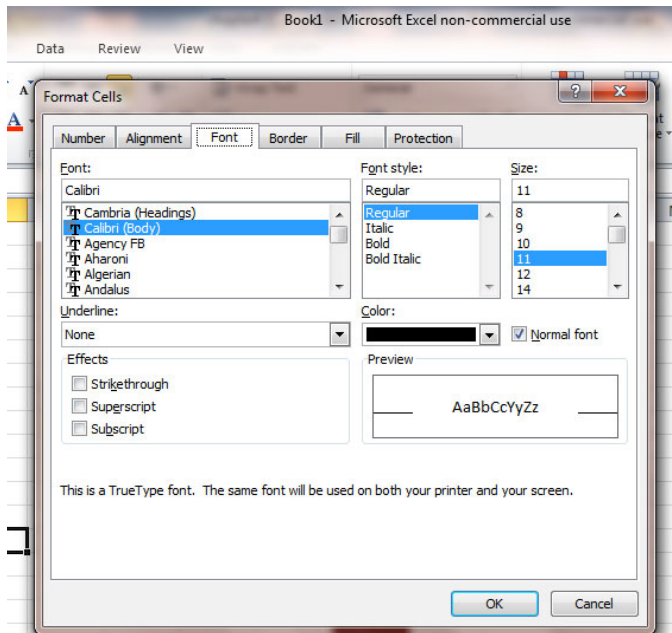 Book1 - Microsoft Excel non-commercial use
Data Review View
A
A
Format Cells
Number Alignment Font Border Fill Protection
Font: Font style: Size:
Calibri Regular 11
Cambria (Headings) Regular 8
Calibri (Body) Italic 9
Agency FB Bold 10
Aharoni Bold Italic 11
Algerian 12
Andalus 14
Underline: Color:
None Normal font
Effects Preview
Strikethrough
Superscript AaBbCcYyZz
Subscript
This is a TrueType font. The same font will be used on both your printer and your screen.
OK Cancel